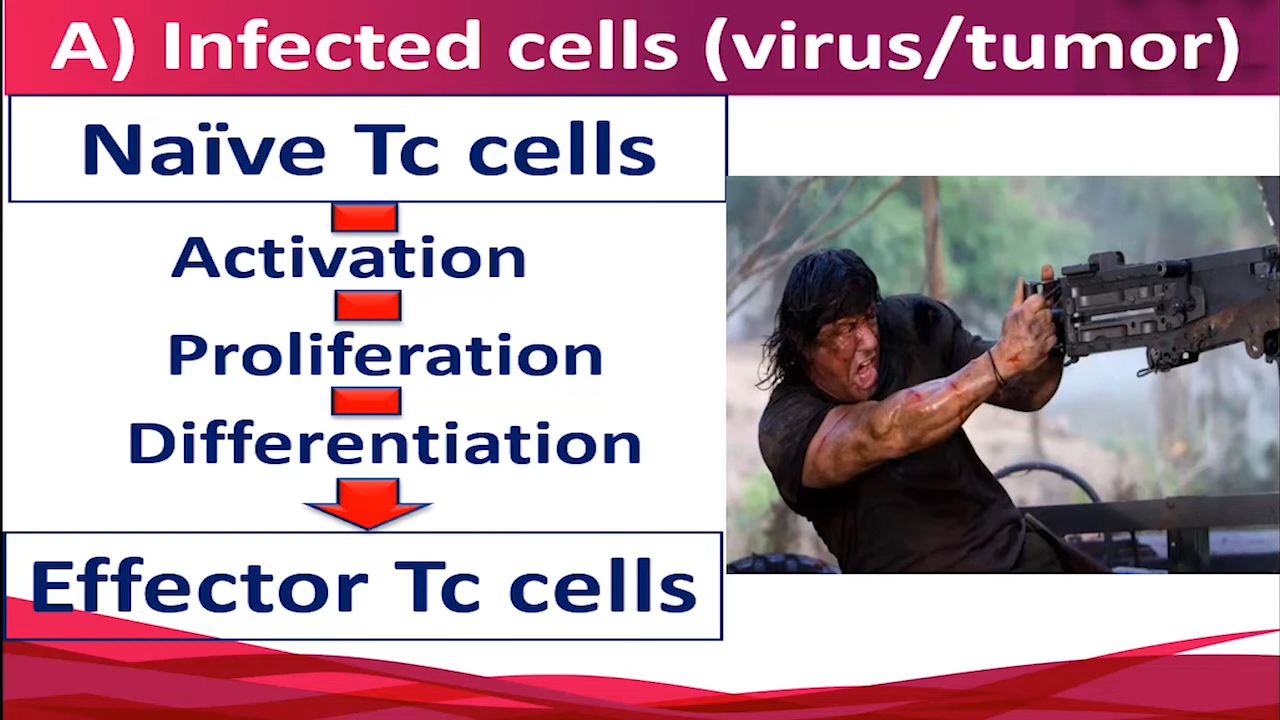 A) Infected cells (virus/tumor)
Naïve Tc cells
Activation
Proliferation
Differentiation
Effector Tc cells